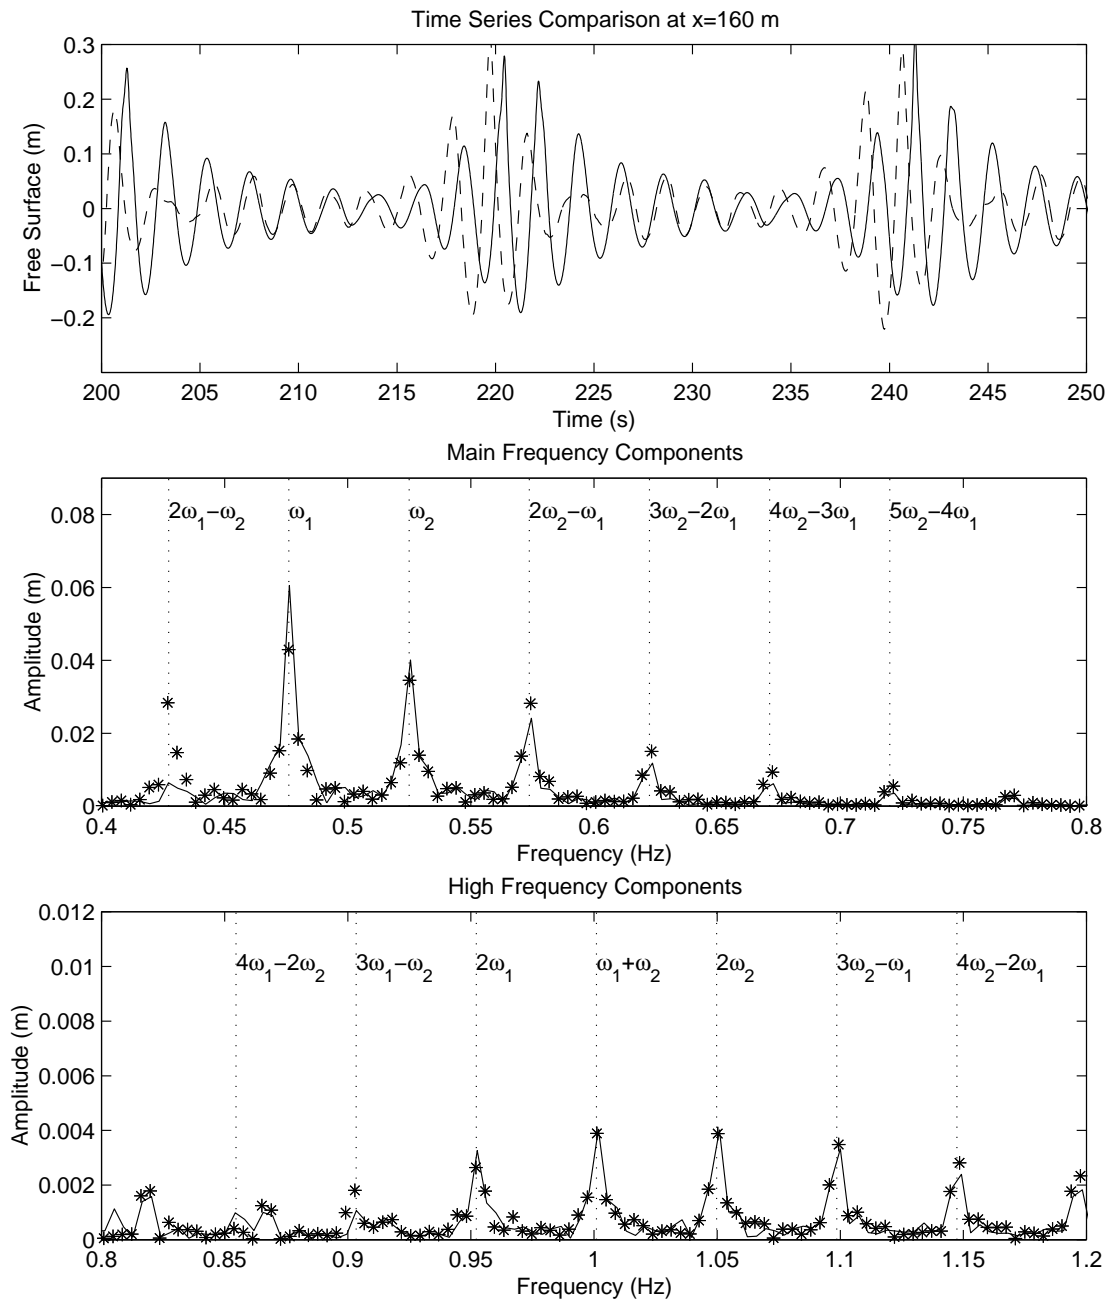 Time Series Comparison at x=160 m
0.3
0.2
0.1
0
−0.1
−0.2
Free Surface (m)
200 205 210 215 220 225 230 235 240 245 250
Time (s)
Main Frequency Components
2ω₁−ω₂ ω₁ ω₂ 2ω₂−ω₁ 3ω₂−2ω₁ 4ω₂−3ω₁ 5ω₂−4ω₁
0.08
0.06
0.04
0.02
0
Amplitude (m)
0.4 0.45 0.5 0.55 0.6 0.65 0.7 0.75 0.8
Frequency (Hz)
High Frequency Components
0.012
0.01
0.008
0.006
0.004
0.002
0
Amplitude (m)
4ω₁−2ω₂ 3ω₁−ω₂ 2ω₁ ω₁+ω₂ 2ω₂ 3ω₂−ω₁ 4ω₂−2ω₁
0.8 0.85 0.9 0.95 1 1.05 1.1 1.15 1.2
Frequency (Hz)